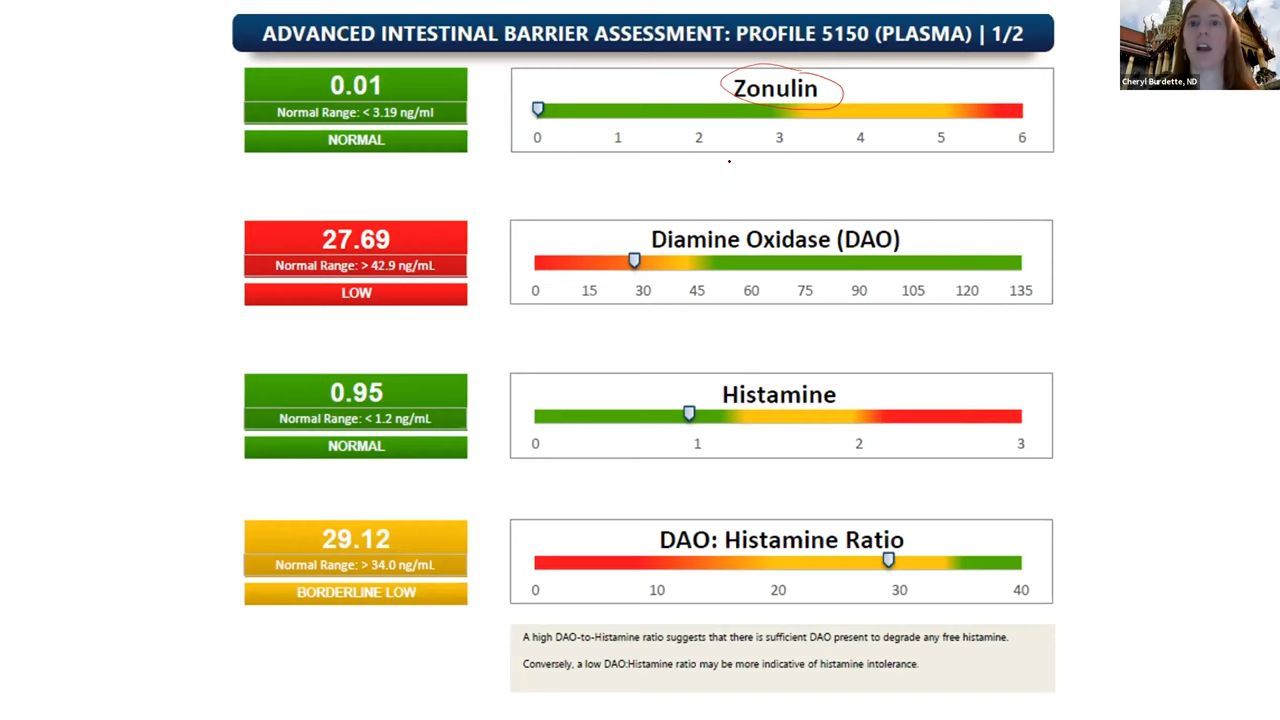 ADVANCED INTESTINAL BARRIER ASSESSMENT: PROFILE 5150 (PLASMA) | 1/2
Cheryl Burdette, ND
0.01
Normal Range: < 3.19 ng/ml
NORMAL
Zonulin
0 1 2 3 4 5 6
27.69
Normal Range: > 42.9 ng/mL
LOW
Diamine Oxidase (DAO)
0 15 30 45 60 75 90 105 120 135
0.95
Normal Range: < 1.2 ng/mL
NORMAL
Histamine
0 1 2 3
29.12
Normal Range: > 34.0 ng/mL
BORDERLINE LOW
DAO: Histamine Ratio
0 10 20 30 40
A high DAO-to-Histamine ratio suggests that there is sufficient DAO present to degrade any free histamine.
Conversely, a low DAO:Histamine ratio may be more indicative of histamine intolerance.